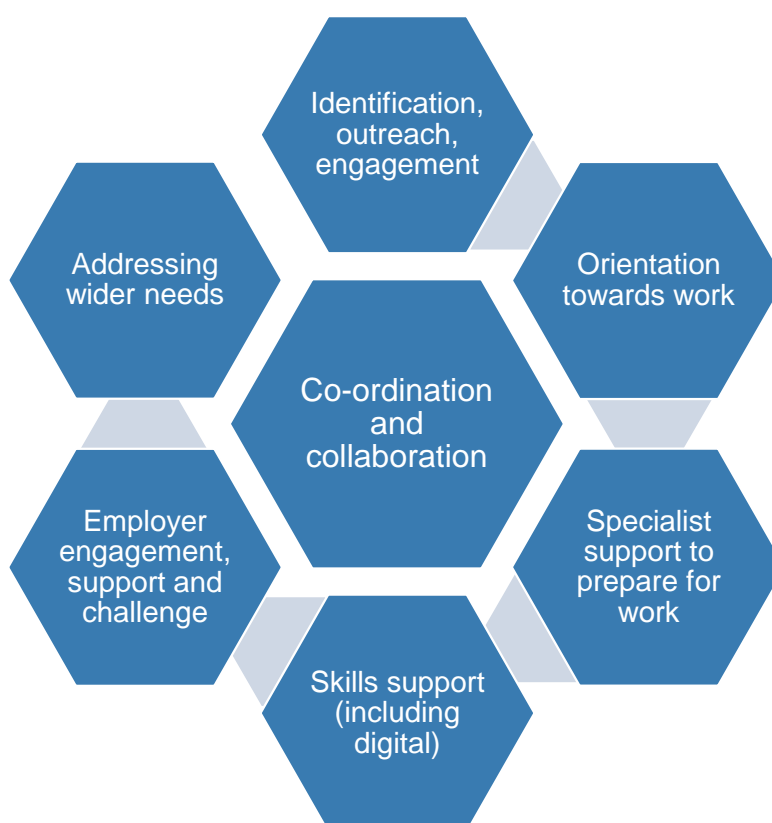 Identification,
outreach,
engagement
Orientation
towards work
Specialist
support to
prepare for
work
Skills support
(including
digital)
Employer
engagement,
support and
challenge
Addressing
wider needs
Co-ordination
and
collaboration